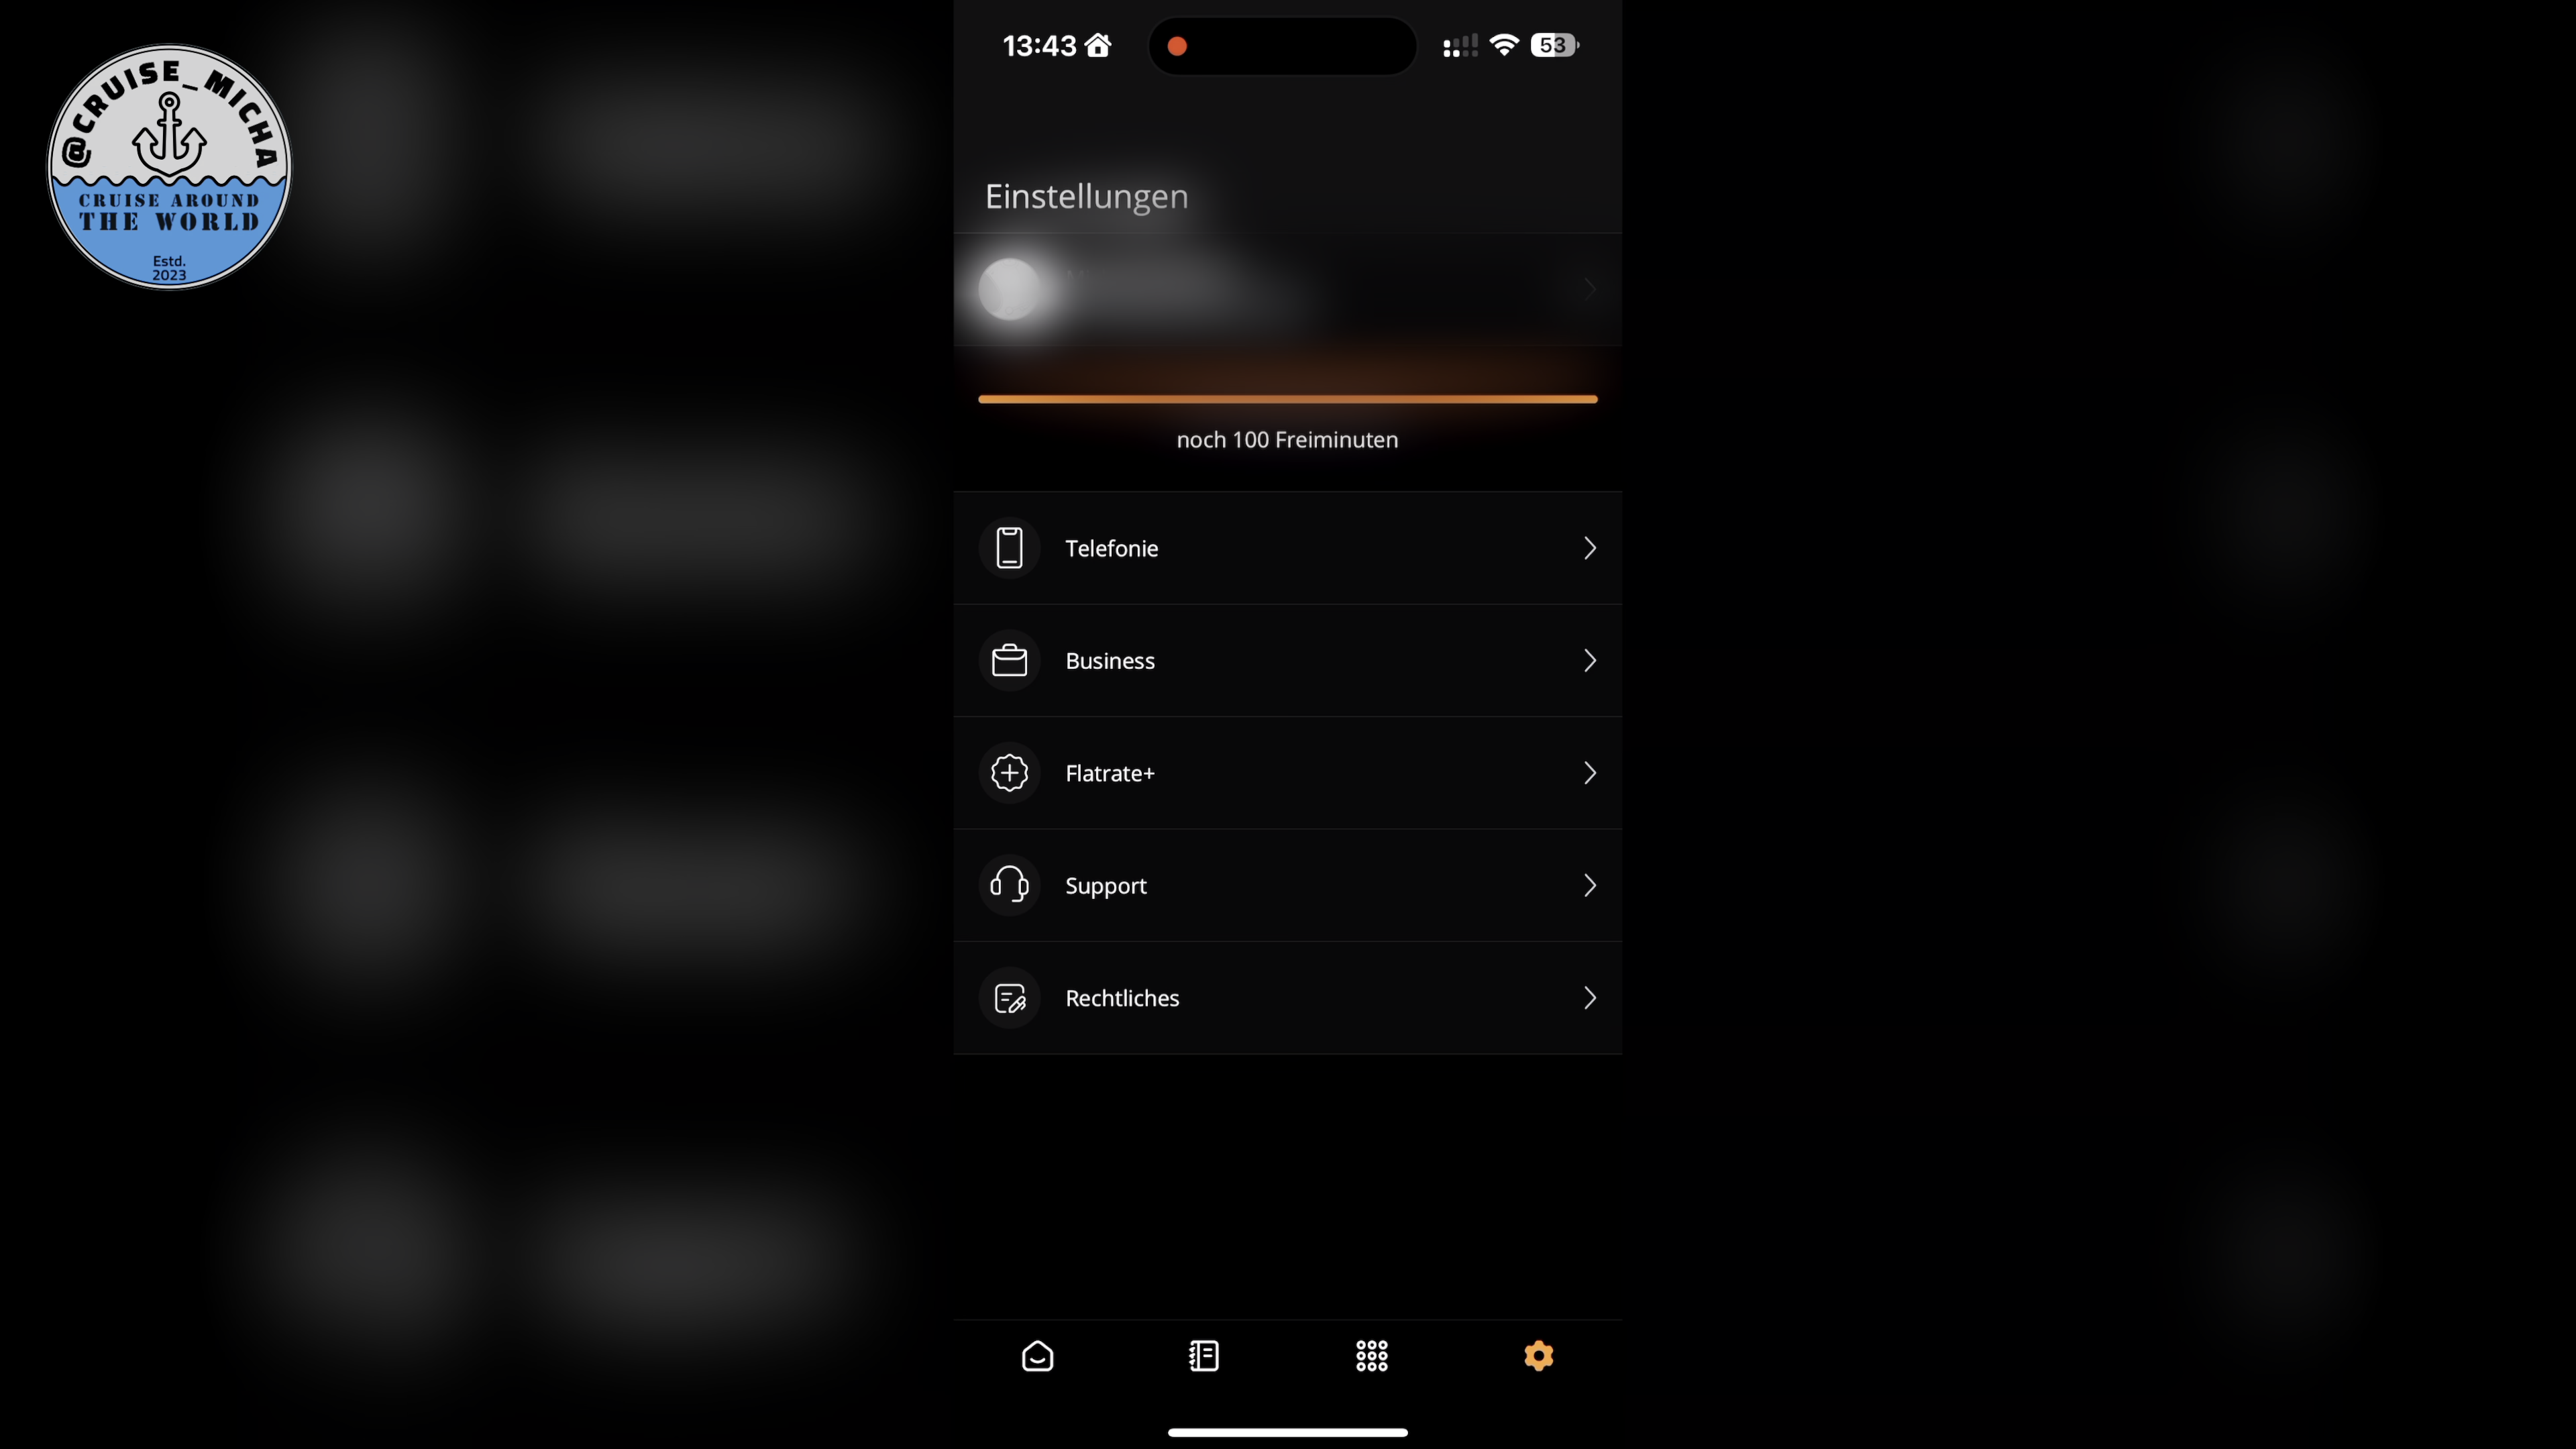 @CRUISE_MICHA
CRUISE AROUND
THE WORLD
Estd.
2023
13:43
53
Einstellungen
noch 100 Freiminuten
Telefonie
Business
Flatrate+
Support
Rechtliches